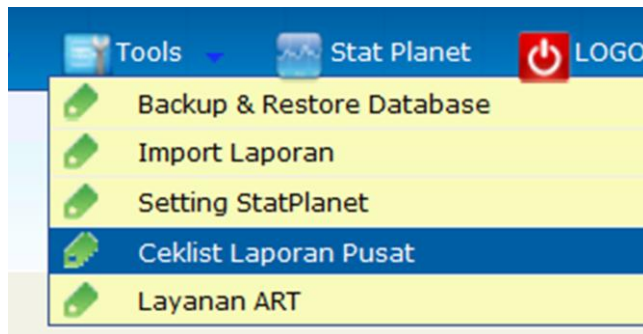 Tools Stat Planet LOGO
Backup & Restore Database
Import Laporan
Setting StatPlanet
Ceklist Laporan Pusat
Layanan ART